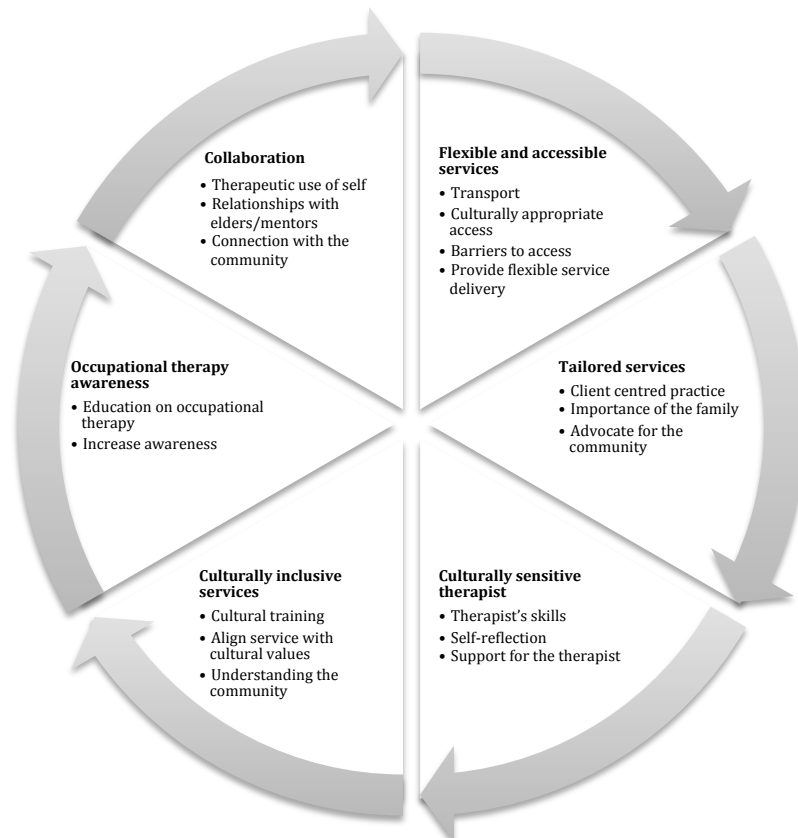 Collaboration
• Therapeutic use of self
• Relationships with
elders/mentors
• Connection with the
community
Flexible and accessible
services
• Transport
• Culturally appropriate
access
• Barriers to access
• Provide flexible service
delivery
Occupational therapy
awareness
• Education on occupational
therapy
• Increase awareness
Tailored services
• Client centred practice
• Importance of the family
• Advocate for the
community
Culturally inclusive
services
• Cultural training
• Align service with
cultural values
• Understanding the
community
Culturally sensitive
therapist
• Therapist's skills
• Self-reflection
• Support for the therapist